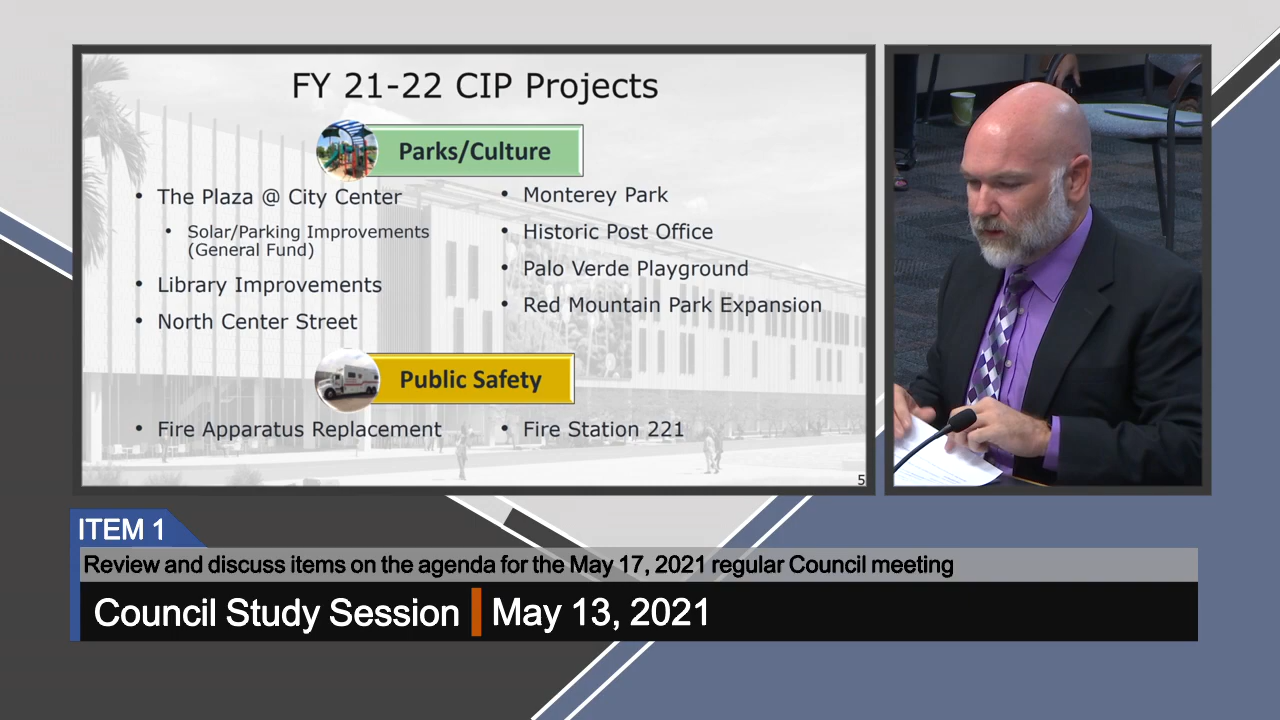 FY 21-22 CIP Projects
Parks/Culture
• The Plaza @ City Center
• Solar/Parking Improvements
(General Fund)
• Library Improvements
• North Center Street
• Monterey Park
• Historic Post Office
• Palo Verde Playground
• Red Mountain Park Expansion
Public Safety
• Fire Apparatus Replacement
• Fire Station 221
5
ITEM 1
Review and discuss items on the agenda for the May 17, 2021 regular Council meeting
Council Study Session | May 13, 2021